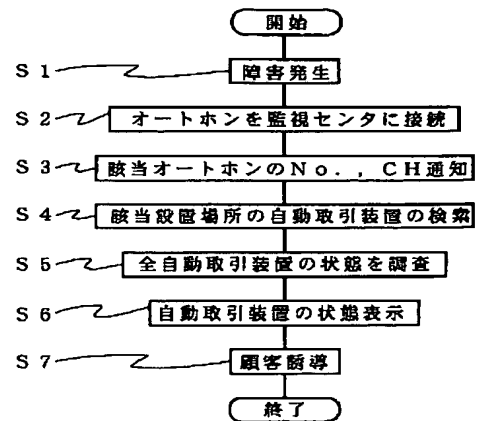 開始
S1 障害発生
S2 オートホンを監視センタに接続
S3 該当オートホンのNo.,CH通知
S4 該当設置場所の自動取引装置の検索
S5 全自動取引装置の状態を調査
S6 自動取引装置の状態表示
S7 顧客誘導
終了